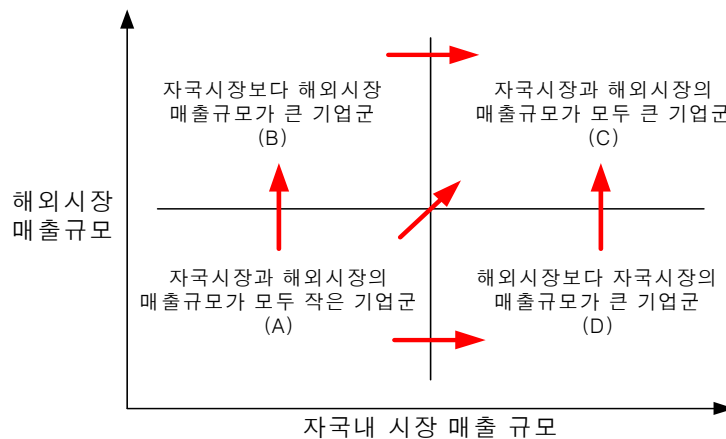 자국시장보다 해외시장
매출규모가 큰 기업군
(B)
자국시장과 해외시장의
매출규모가 모두 큰 기업군
(C)
해외시장
매출규모
자국시장과 해외시장의
매출규모가 모두 작은 기업군
(A)
해외시장보다 자국시장의
매출규모가 큰 기업군
(D)
자국내 시장 매출 규모